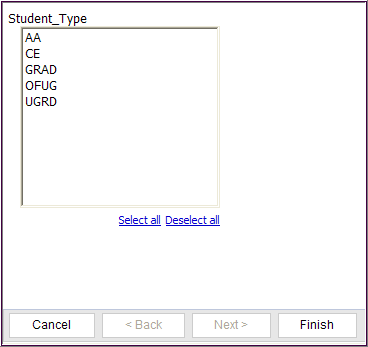 Student_Type
AA
CE
GRAD
OFUG
UGRD
Select all Deselect all
Cancel < Back Next > Finish